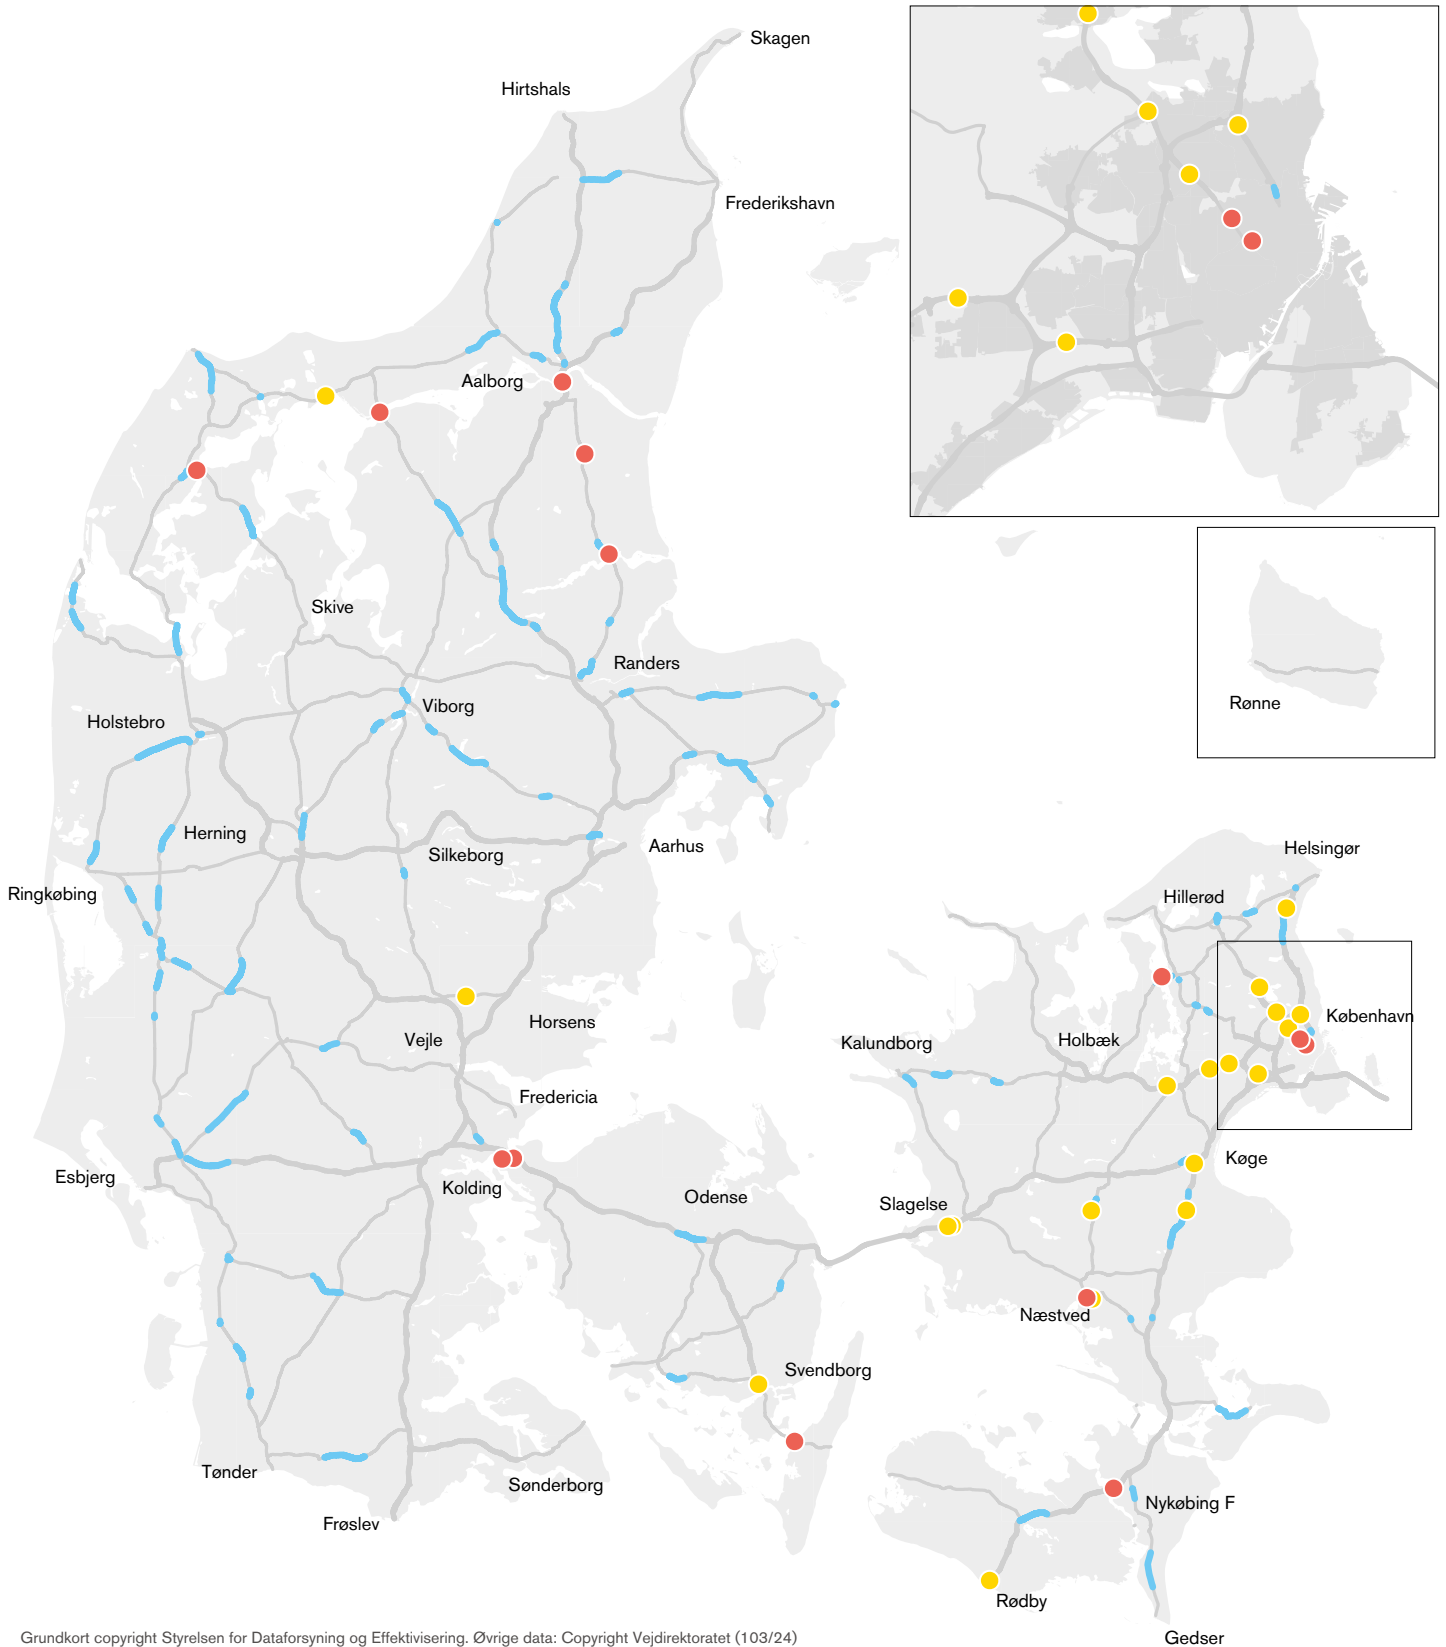 Skagen
Hirtshals
Frederikshavn
Aalborg
Skive
Randers
Rønne
Viborg
Holstebro
Herning
Aarhus
Silkeborg
Helsingør
Ringkøbing
Hillerød
København
Horsens
Vejle
Holbæk
Kalundborg
Fredericia
Køge
Esbjerg
Kolding
Odense
Slagelse
Næstved
Svendborg
Tønder
Sønderborg
Nykøbing F
Frøslev
Rødby
Grundkort copyright Styrelsen for Dataforsyning og Effektivisering. Øvrige data: Copyright Vejdirektoratet (103/24)
Gedser